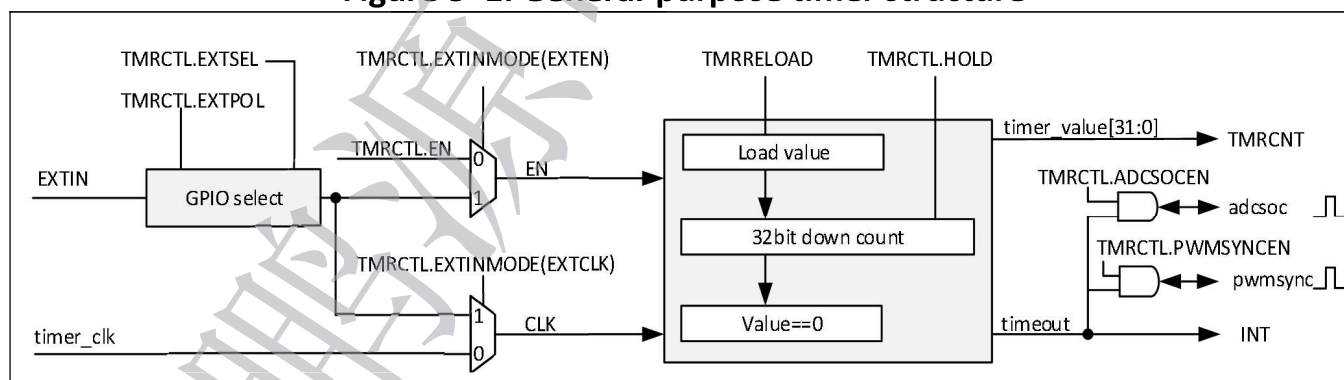 TMRCTL.EXTSEL
TMRCTL.EXTINMODE(EXTEN)
TMRRELOAD
TMRCTL.HOLD
TMRCTL.EXTPOL
timer_value[31:0]
TMRCNT
TMRCTL.EN
0
Load value
EXTIN
GPIO select
EN
1
TMRCTL.ADCSOCEN
adcsoc
32bit down count
TMRCTL.EXTINMODE(EXTCLK)
TMRCTL.PWMSYNCEN
pwmsync
1
CLK
Value==0
timeout
INT
timer_clk
0